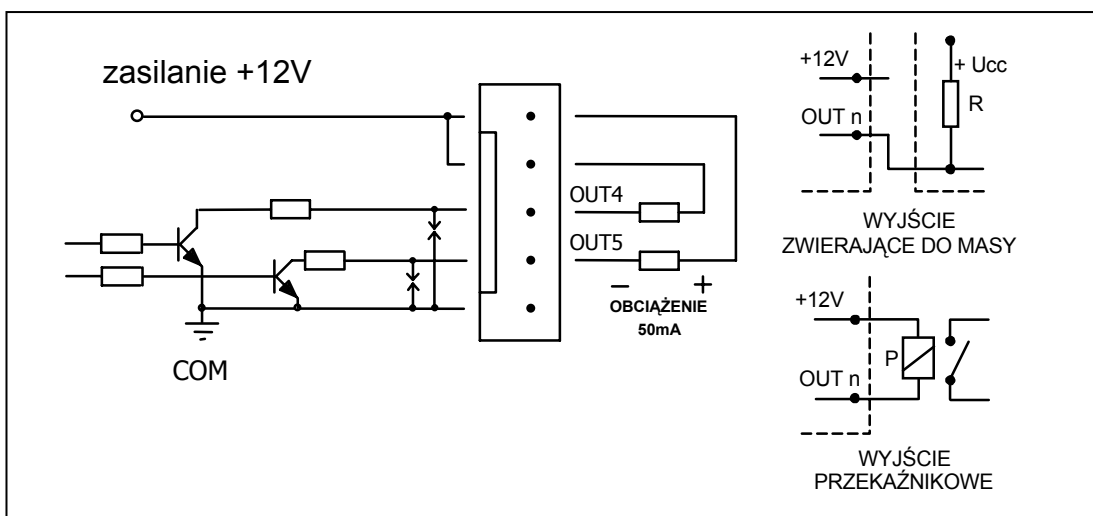 zasilanie +12V
COM
OUT4
OUT5
– +
OBCIĄŻENIE
50mA
+12V
+ Ucc
R
OUT n
WYJŚCIE
ZWIERAJĄCE DO MASY
+12V
P
OUT n
WYJŚCIE
PRZEKAŹNIKOWE